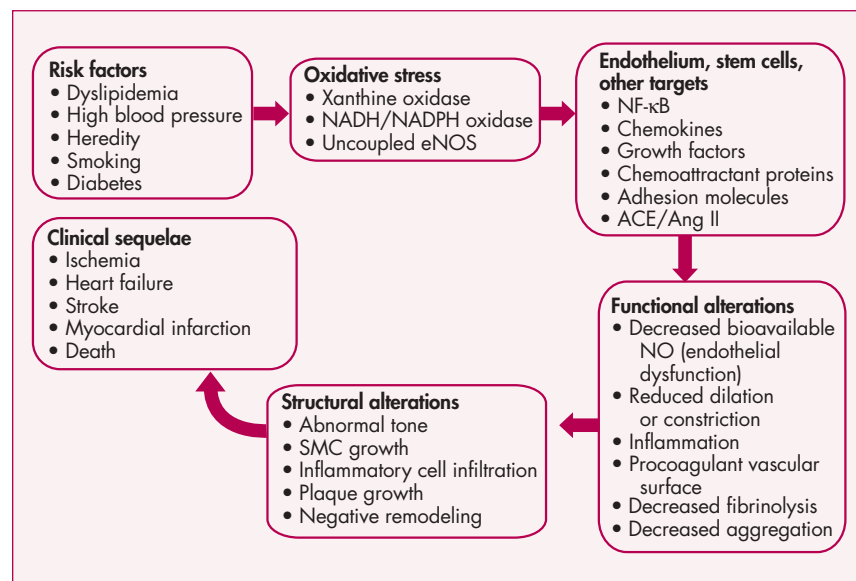 Risk factors
• Dyslipidemia
• High blood pressure
• Heredity
• Smoking
• Diabetes
Oxidative stress
• Xanthine oxidase
• NADH/NADPH oxidase
• Uncoupled eNOS
Endothelium, stem cells,
other targets
• NF-κB
• Chemokines
• Growth factors
• Chemoattractant proteins
• Adhesion molecules
• ACE/Ang II
Functional alterations
• Decreased bioavailable
NO (endothelial
dysfunction)
• Reduced dilation
or constriction
• Inflammation
• Procoagulant vascular
surface
• Decreased fibrinolysis
• Decreased aggregation
Structural alterations
• Abnormal tone
• SMC growth
• Inflammatory cell infiltration
• Plaque growth
• Negative remodeling
Clinical sequelae
• Ischemia
• Heart failure
• Stroke
• Myocardial infarction
• Death